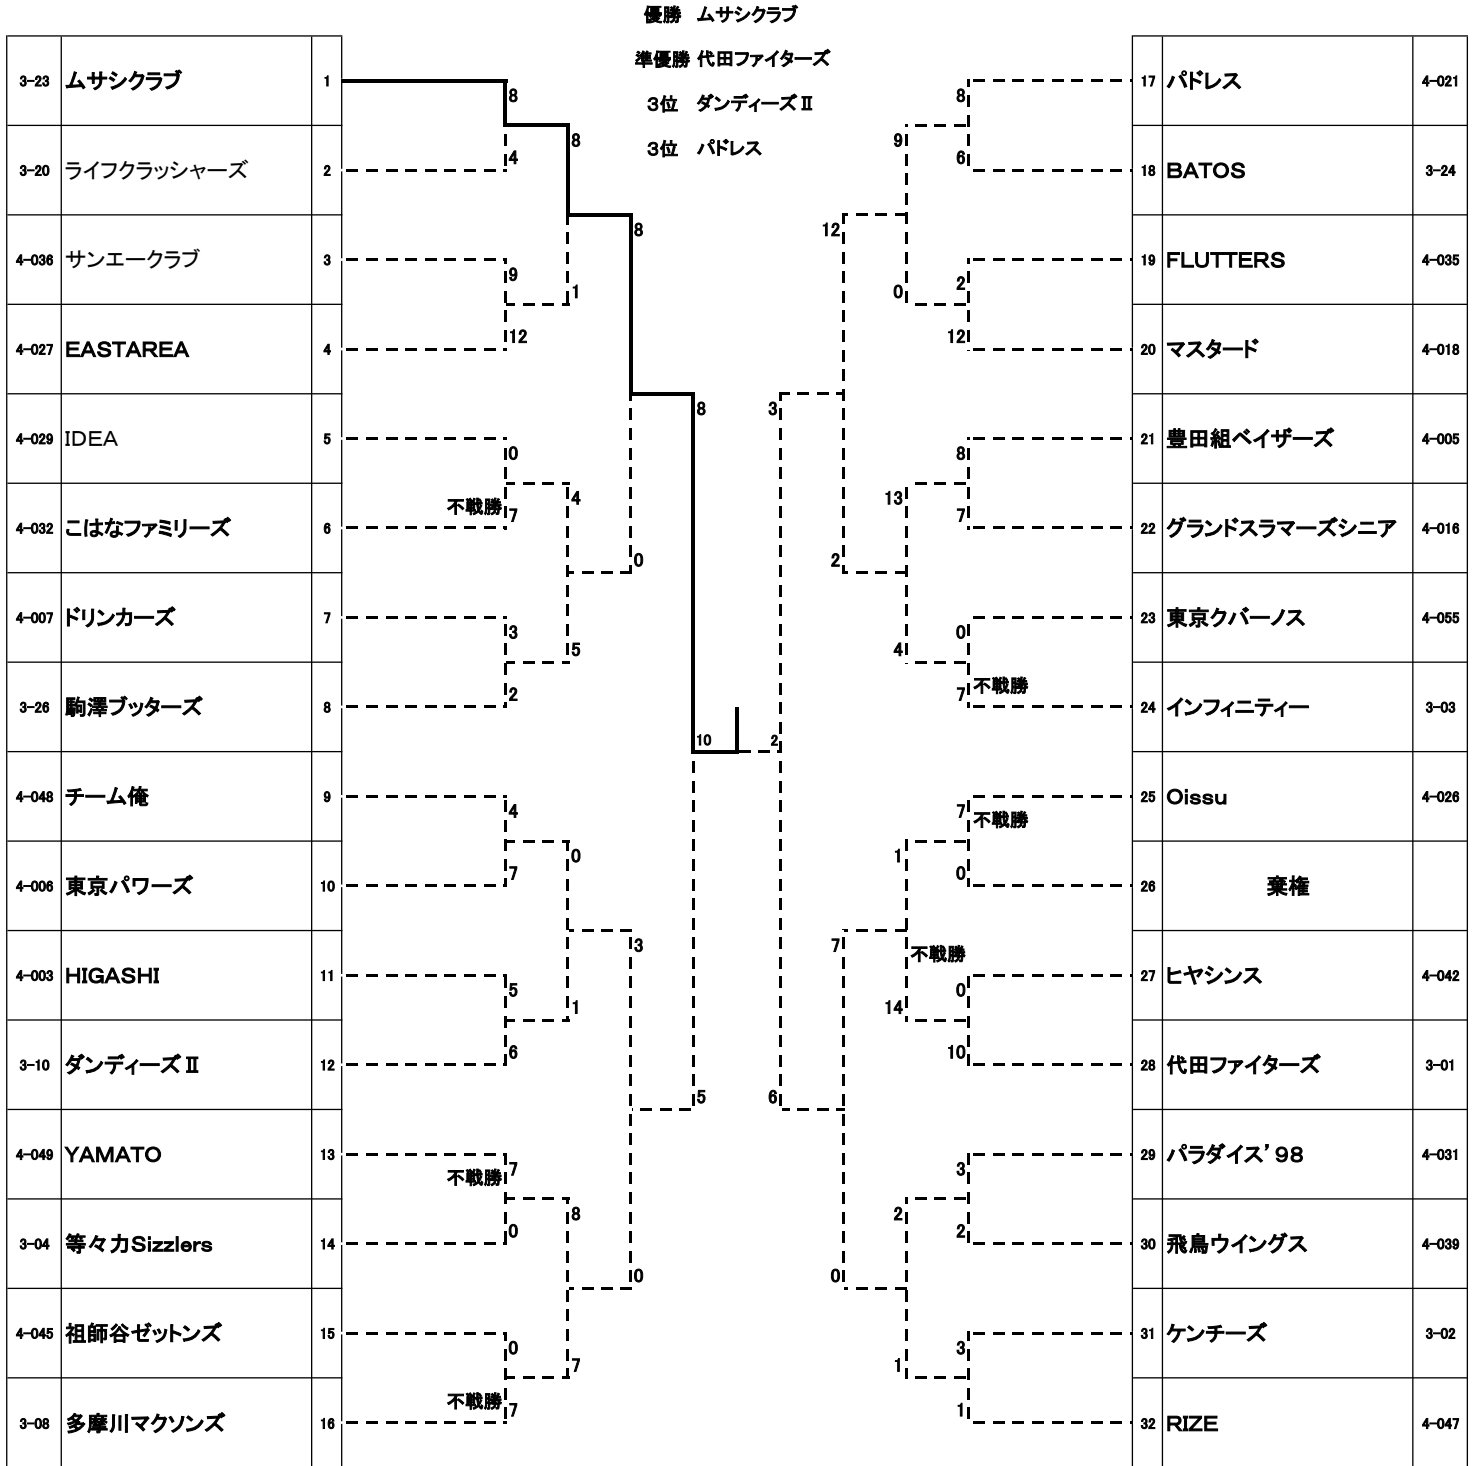 優勝 ムサシクラブ
準優勝 代田ファイターズ
3位 ダンディーズⅡ
3位 パドレス
3-23 ムサシクラブ 1
3-20 ライフクラッシャーズ 2
4-036 サンエークラブ 3
4-027 EASTAREA 4
4-029 IDEA 5
4-032 こはなファミリーズ 6
4-007 ドリンカーズ 7
3-26 駒澤ブッターズ 8
4-048 チーム俺 9
4-006 東京パワーズ 10
4-003 HIGASHI 11
3-10 ダンディーズⅡ 12
4-049 YAMATO 13
3-04 等々力Sizzlers 14
4-045 祖師谷ゼットンズ 15
3-08 多摩川マクソンズ 16
8
4
9
12
0
不戦勝 7
3
2
4
7
5
6
不戦勝 7
0
0
不戦勝 7
8
1
4
5
0
1
8
7
8
0
3
0
8
5
10
2
3
6
12
2
7
0
9
0
13
4
1
不戦勝
14
2
1
8
6
2
12
8
7
0
7 不戦勝
7 不戦勝
0
0
10
3
2
3
1
17 パドレス 4-021
18 BATOS 3-24
19 FLUTTERS 4-035
20 マスタード 4-018
21 豊田組ベイザーズ 4-005
22 グランドスラマーズシニア 4-016
23 東京クバーノス 4-055
24 インフィニティー 3-03
25 Oissu 4-026
26 棄権
27 ヒヤシンス 4-042
28 代田ファイターズ 3-01
29 パラダイス’98 4-031
30 飛鳥ウイングス 4-039
31 ケンチーズ 3-02
32 RIZE 4-047